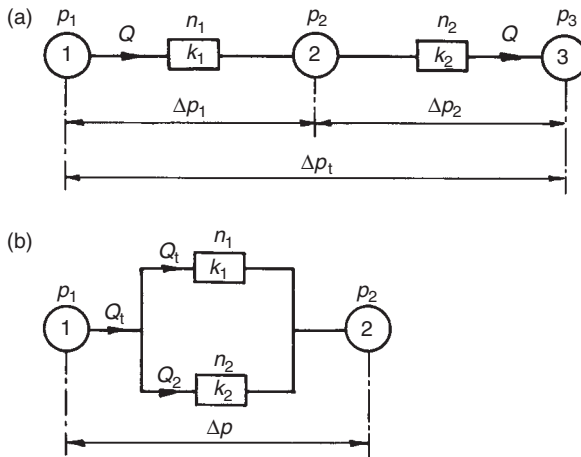 (a)
p1 n1 p2 n2 p3
1 Q k1 2 k2 Q 3
Δp1 Δp2
Δpt
(b)
n1
Qt k1
p1 p2
1 Qt 2
n2
Q2 k2
Δp